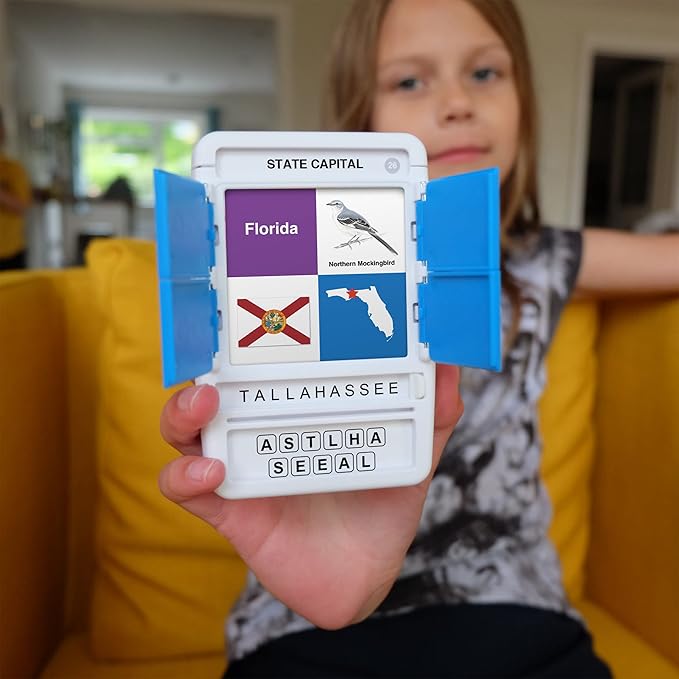 STATE CAPITAL 26
Florida
Northern Mockingbird
TALLAHASSEE
ASTLHA
SEEAL